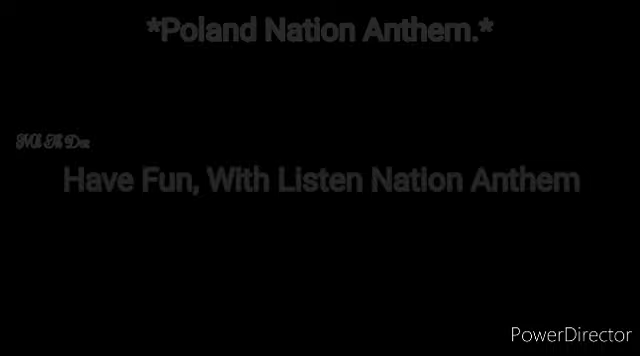 *Poland Nation Anthem.*
Have Fun, With Listen Nation Anthem
PowerDirector